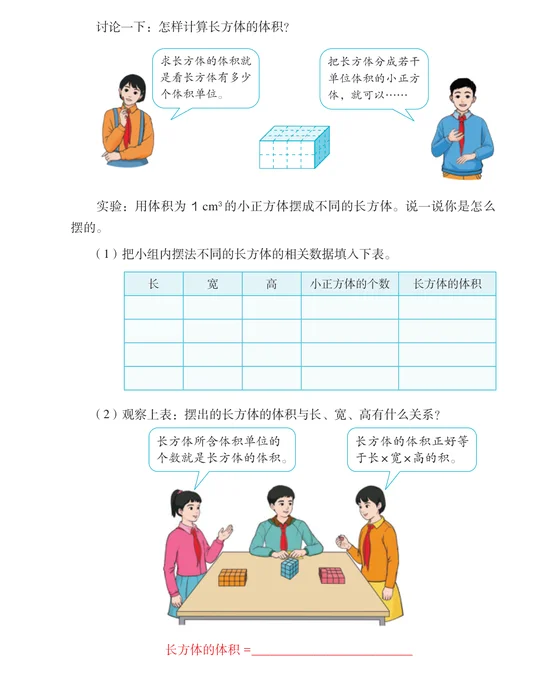 讨论一下：怎样计算长方体的体积？
求长方体的体积就
是看长方体有多少
个体积单位。
把长方体分成若干
单位体积的小正方
体，就可以……
实验：用体积为 1 cm³ 的小正方体摆成不同的长方体。说一说你是怎么
摆的。
（1）把小组内摆法不同的长方体的相关数据填入下表。
长 宽 高 小正方体的个数 长方体的体积
（2）观察上表：摆出的长方体的体积与长、宽、高有什么关系？
长方体所含体积单位的
个数就是长方体的体积。
长方体的体积正好等
于长×宽×高的积。
长方体的体积=